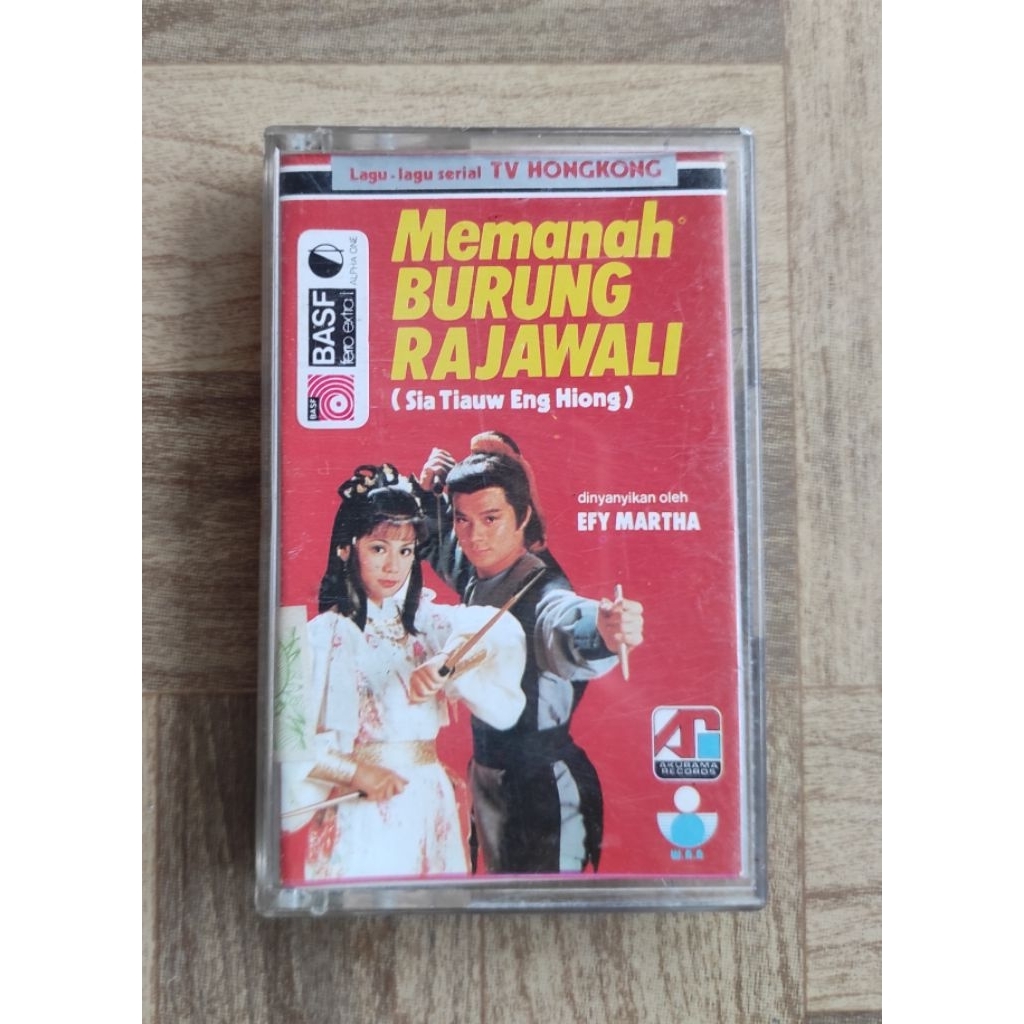 Lagu - lagu serial TV HONGKONG
Memanah
BURUNG
RAJAWALI
( Sia Tiauw Eng Hiong )
BASF
ferro extra I
ALPHA ONE
BASF
dinyanyikan oleh
EFY MARTHA
AKURAMA
RECORDS